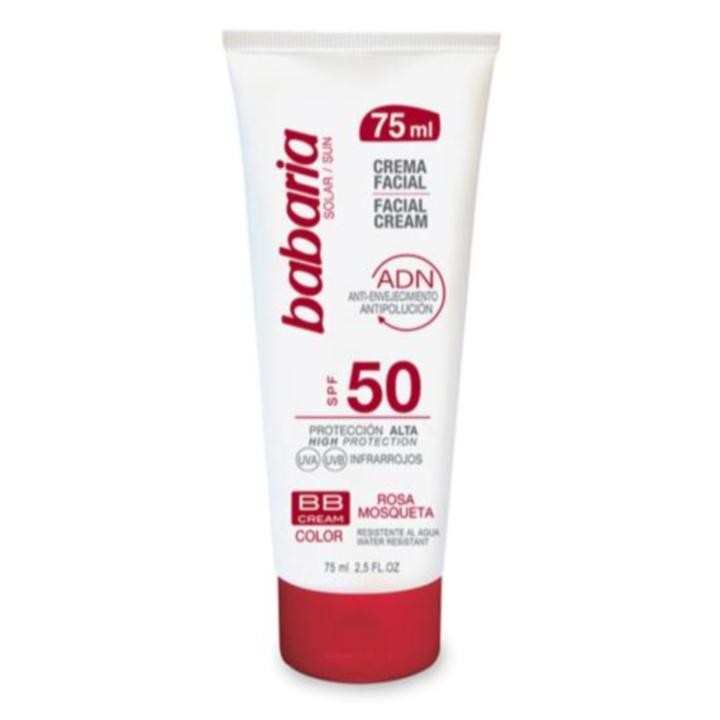 babaria
SOLAR / SUN
75 ml
CREMA
FACIAL
FACIAL
CREAM
ADN
ANTI-ENVEJECIMIENTO
ANTIPOLUCIÓN
SPF 50
PROTECCIÓN ALTA
HIGH PROTECTION
UVA UVB INFRARROJOS
BB
CREAM
COLOR
ROSA
MOSQUETA
RESISTENTE AL AGUA
WATER RESISTANT
75 ml 2,5 FL.OZ